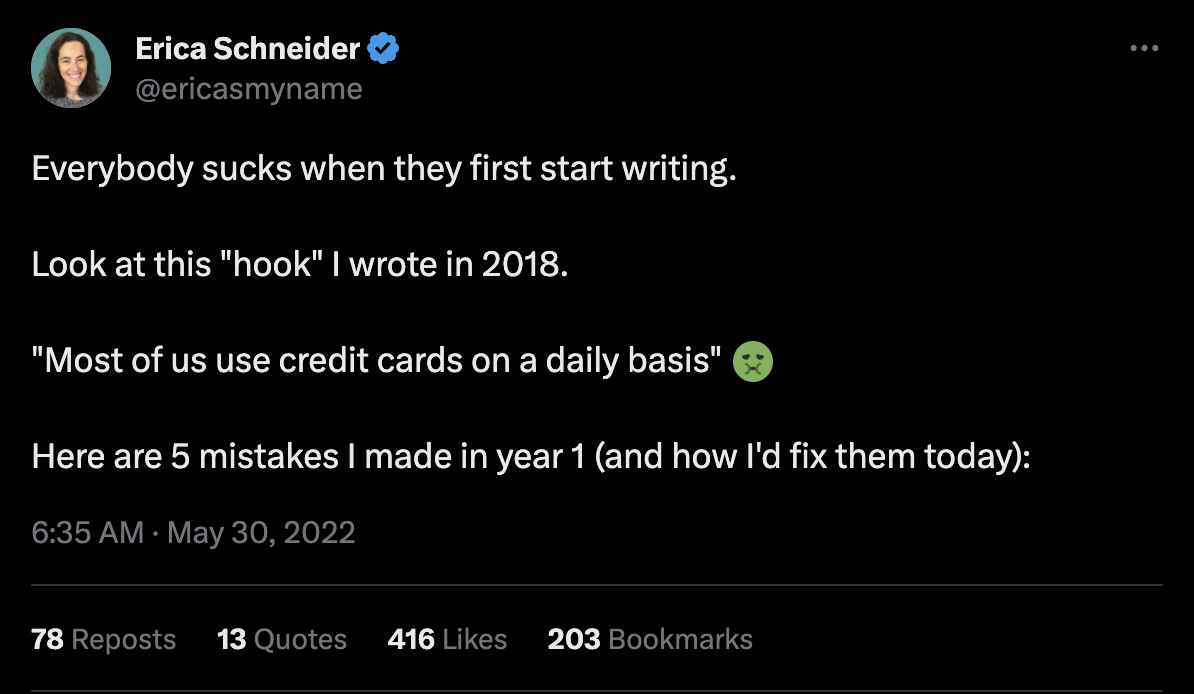 Erica Schneider
@ericasmyname
Everybody sucks when they first start writing.
Look at this "hook" I wrote in 2018.
"Most of us use credit cards on a daily basis"
Here are 5 mistakes I made in year 1 (and how I'd fix them today):
6:35 AM · May 30, 2022
78 Reposts 13 Quotes 416 Likes 203 Bookmarks